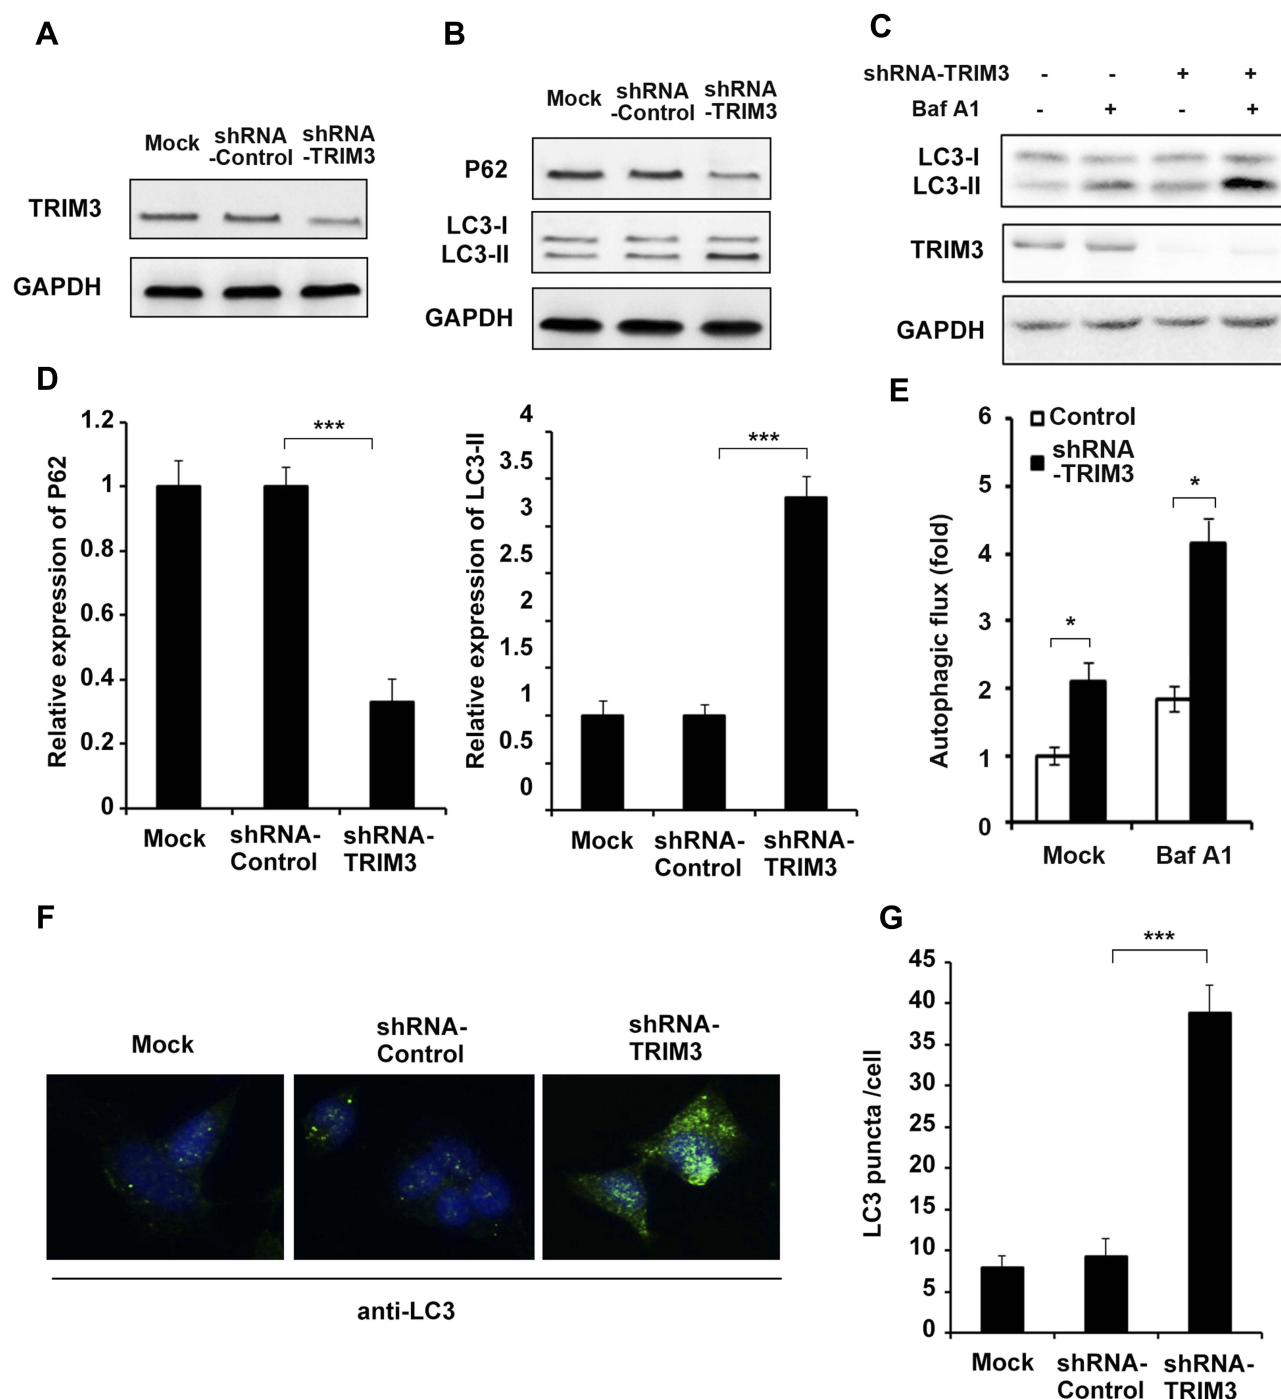 A
Mock
shRNA
-Control
shRNA
-TRIM3
TRIM3
GAPDH
B
Mock
shRNA
-Control
shRNA
-TRIM3
P62
LC3-I
LC3-II
GAPDH
C
shRNA-TRIM3 - - + +
Baf A1 - + - +
LC3-I
LC3-II
TRIM3
GAPDH
D
Relative expression of P62
1.2
1
0.8
0.6
0.4
0.2
0
***
Mock
shRNA-
Control
shRNA-
TRIM3
Relative expression of LC3-II
4
3.5
3
2.5
2
1.5
1
0.5
0
***
Mock
shRNA-
Control
shRNA-
TRIM3
E
Autophagic flux (fold)
6
5
4
3
2
1
0
Control
shRNA
-TRIM3
*
*
Mock
Baf A1
F
Mock
shRNA-
Control
shRNA-
TRIM3
anti-LC3
G
LC3 puncta /cell
45
40
35
30
25
20
15
10
5
0
***
Mock
shRNA-
Control
shRNA-
TRIM3